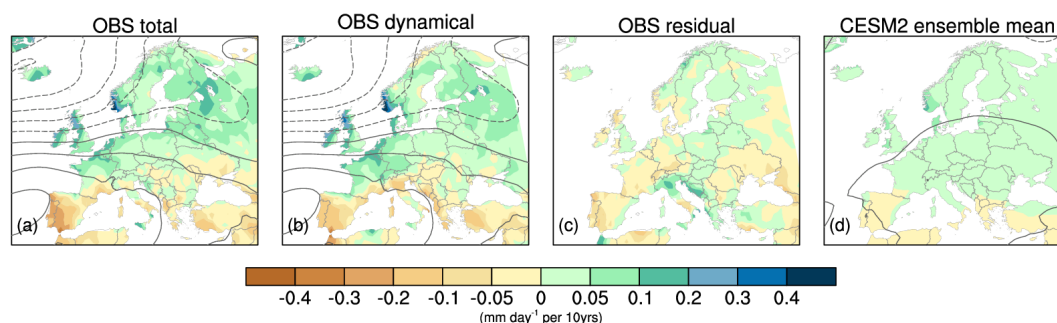 OBS total
OBS dynamical
OBS residual
CESM2 ensemble mean
(a)
(b)
(c)
(d)
-0.4 -0.3 -0.2 -0.1 -0.05 0 0.05 0.1 0.2 0.3 0.4
(mm day⁻¹ per 10yrs)